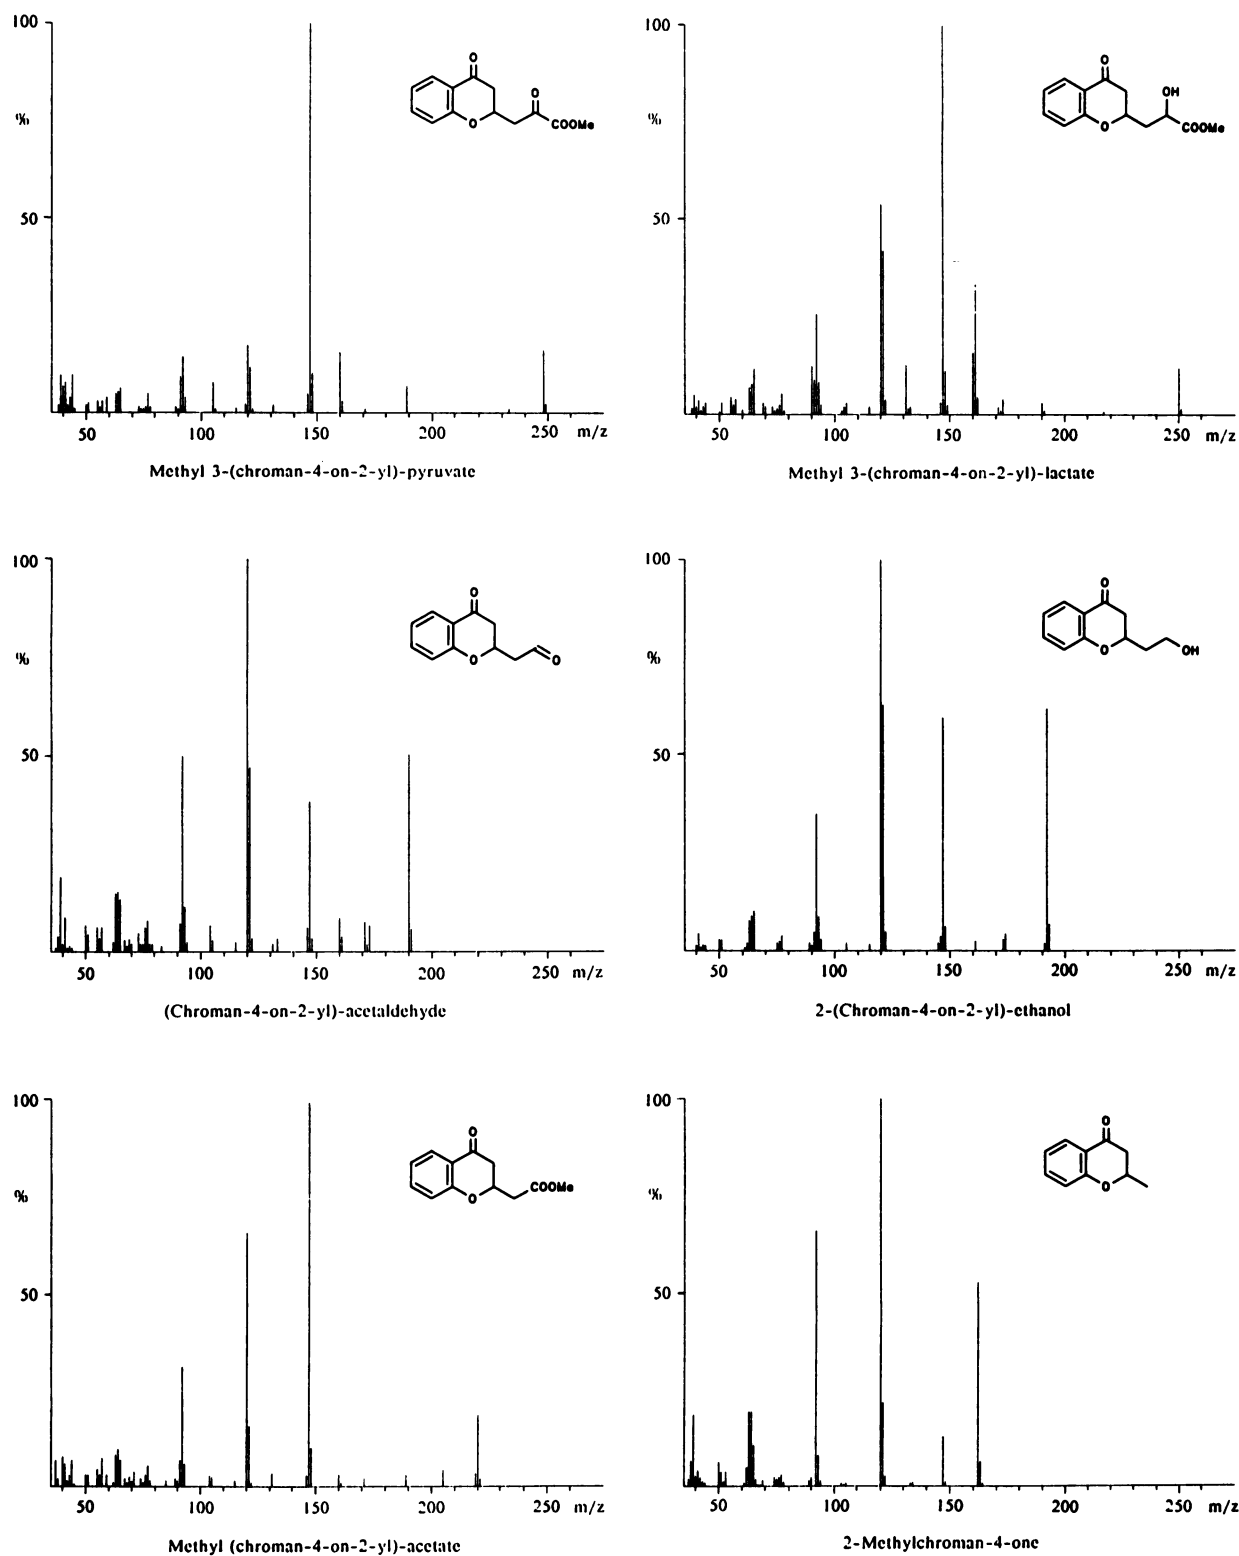 100
%
50
O
O
O
COOMe
50
100
150
200
250
m/z
Methyl 3-(chroman-4-on-2-yl)-pyruvate
100
%
50
O
OH
O
COOMe
50
100
150
200
250
m/z
Methyl 3-(chroman-4-on-2-yl)-lactate
100
%
50
O
O
O
50
100
150
200
250
m/z
(Chroman-4-on-2-yl)-acetaldehyde
100
%
50
O
O
OH
50
100
150
200
250
m/z
2-(Chroman-4-on-2-yl)-ethanol
100
%
50
O
O
COOMe
50
100
150
200
250
m/z
Methyl (chroman-4-on-2-yl)-acetate
100
%
50
O
O
50
100
150
200
250
m/z
2-Methylchroman-4-one